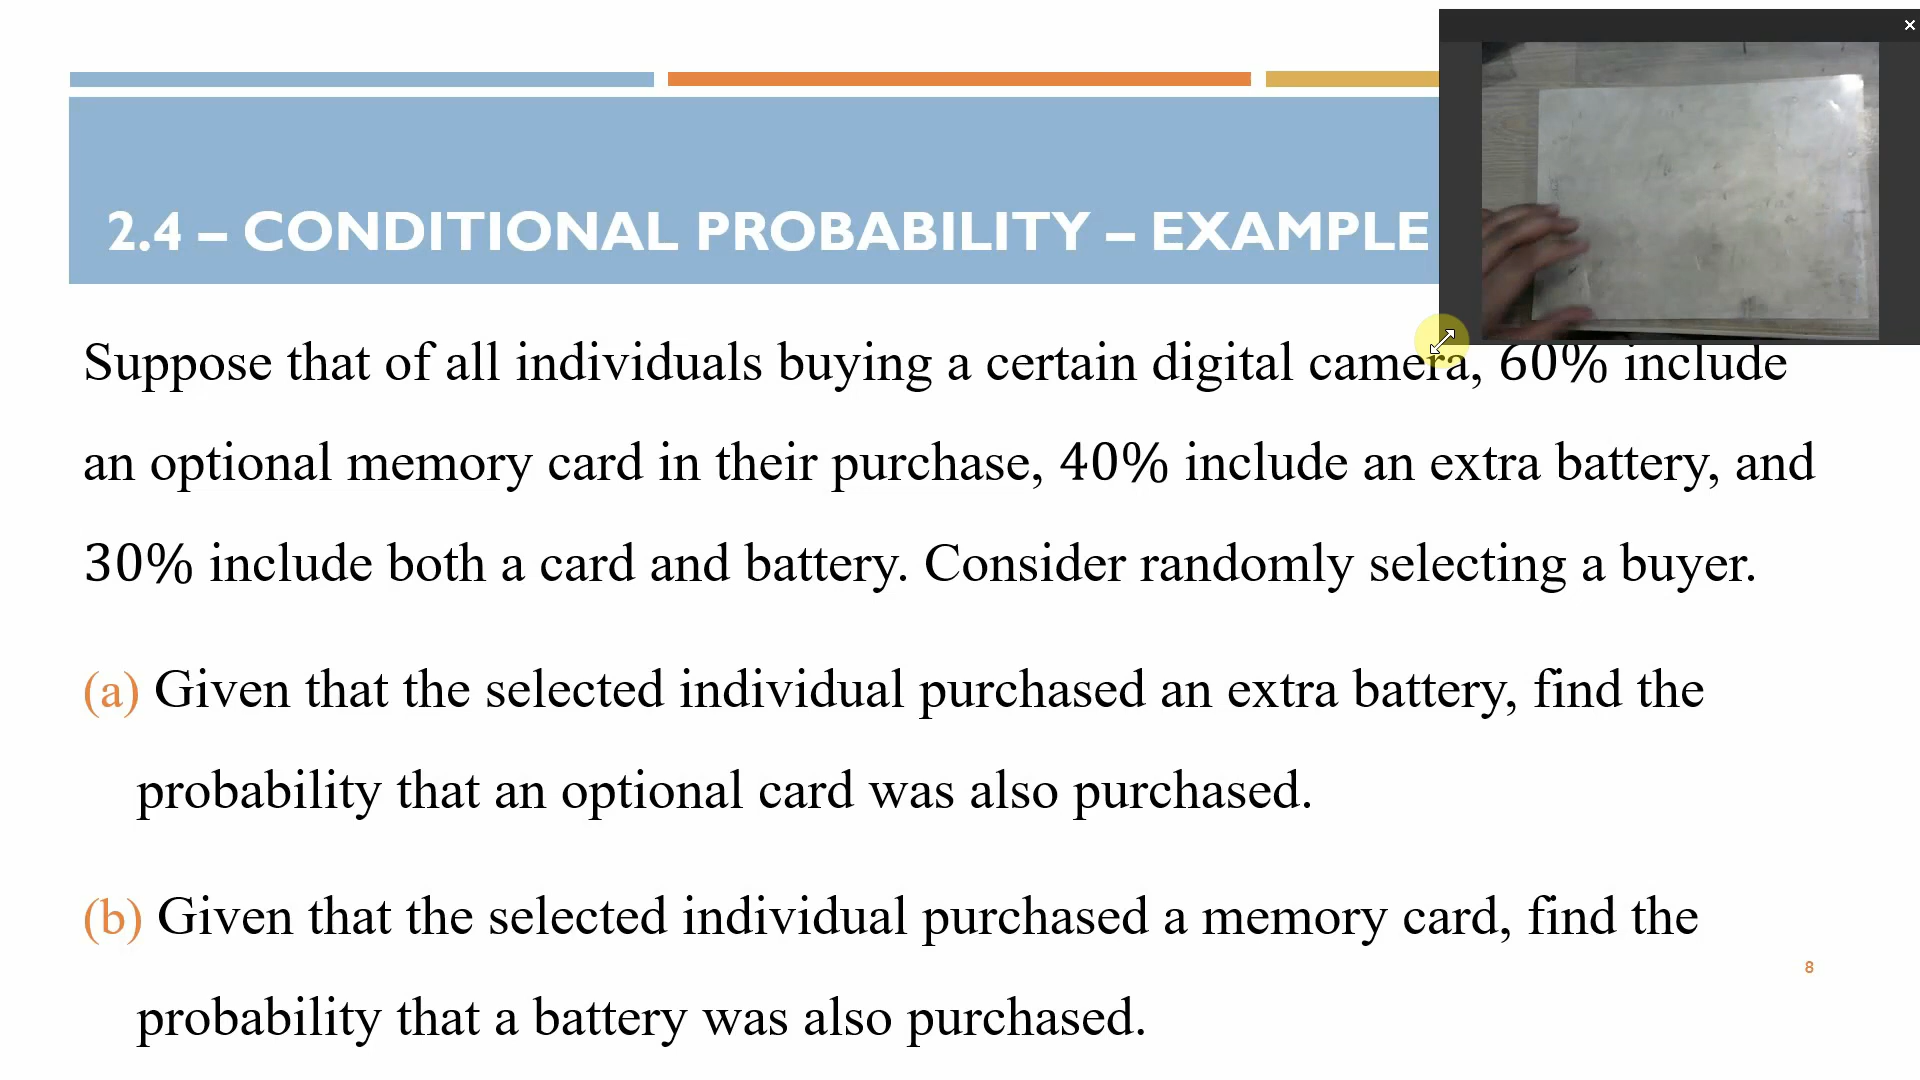 2.4 – CONDITIONAL PROBABILITY – EXAMPLE
Suppose that of all individuals buying a certain digital camera, 60% include
an optional memory card in their purchase, 40% include an extra battery, and
30% include both a card and battery. Consider randomly selecting a buyer.
(a) Given that the selected individual purchased an extra battery, find the
probability that an optional card was also purchased.
(b) Given that the selected individual purchased a memory card, find the
8
probability that a battery was also purchased.